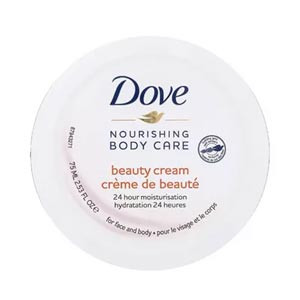 Dove
NOURISHING
BODY CARE
beauty cream
crème de beauté
24 hour moisturisation
hydratation 24 heures
for face and body • pour le visage et le corps
75 ML 2.53 FL.OZ ℮